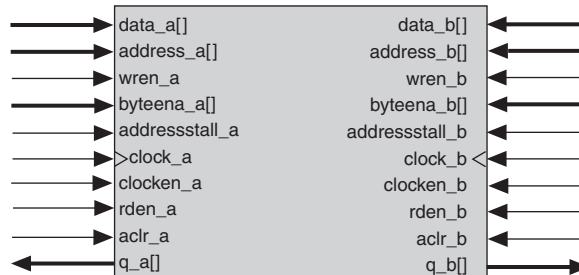 data_a[] data_b[]
address_a[] address_b[]
wren_a wren_b
byteena_a[] byteena_b[]
addressstall_a addressstall_b
clock_a clock_b
clocken_a clocken_b
rden_a rden_b
aclr_a aclr_b
q_a[] q_b[]